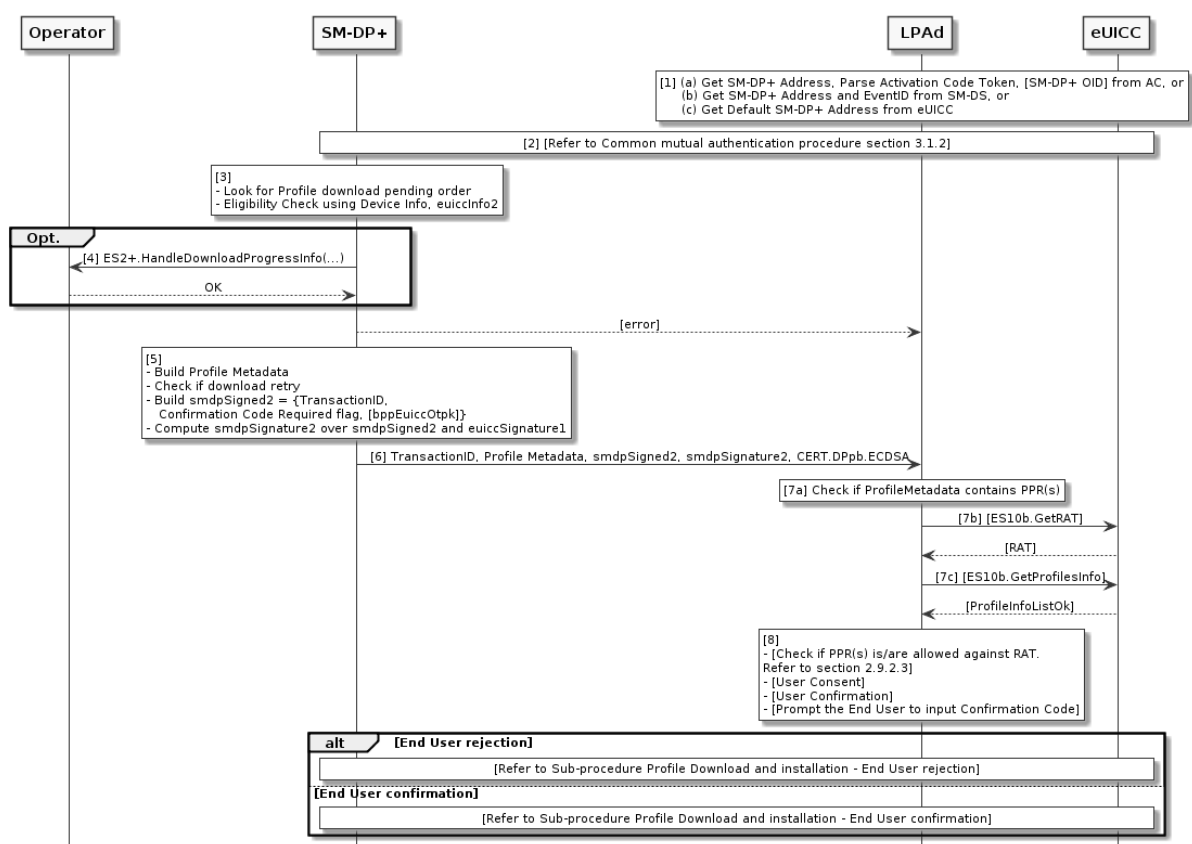 Operator SM-DP+ LPAd eUICC
[1] (a) Get SM-DP+ Address, Parse Activation Code Token, [SM-DP+ OID] from AC, or
(b) Get SM-DP+ Address and EventID from SM-DS, or
(c) Get Default SM-DP+ Address from eUICC
[2] [Refer to Common mutual authentication procedure section 3.1.2]
[3]
- Look for Profile download pending order
- Eligibility Check using Device Info, euiccInfo2
Opt.
[4] ES2+.HandleDownloadProgressInfo(...)
OK
[error]
[5]
- Build Profile Metadata
- Check if download retry
- Build smdpSigned2 = {TransactionID,
Confirmation Code Required flag, [bppEuiccOtpk]}
- Compute smdpSignature2 over smdpSigned2 and euiccSignature1
[6] TransactionID, Profile Metadata, smdpSigned2, smdpSignature2, CERT.DPpb.ECDSA
[7a] Check if ProfileMetadata contains PPR(s)
[7b] [ES10b.GetRAT]
[RAT]
[7c] [ES10b.GetProfilesInfo]
[ProfileInfoListOk]
[8]
- [Check if PPR(s) is/are allowed against RAT.
Refer to section 2.9.2.3]
- [User Consent]
- [User Confirmation]
- [Prompt the End User to input Confirmation Code]
alt [End User rejection]
[Refer to Sub-procedure Profile Download and installation - End User rejection]
[End User confirmation]
[Refer to Sub-procedure Profile Download and installation - End User confirmation]